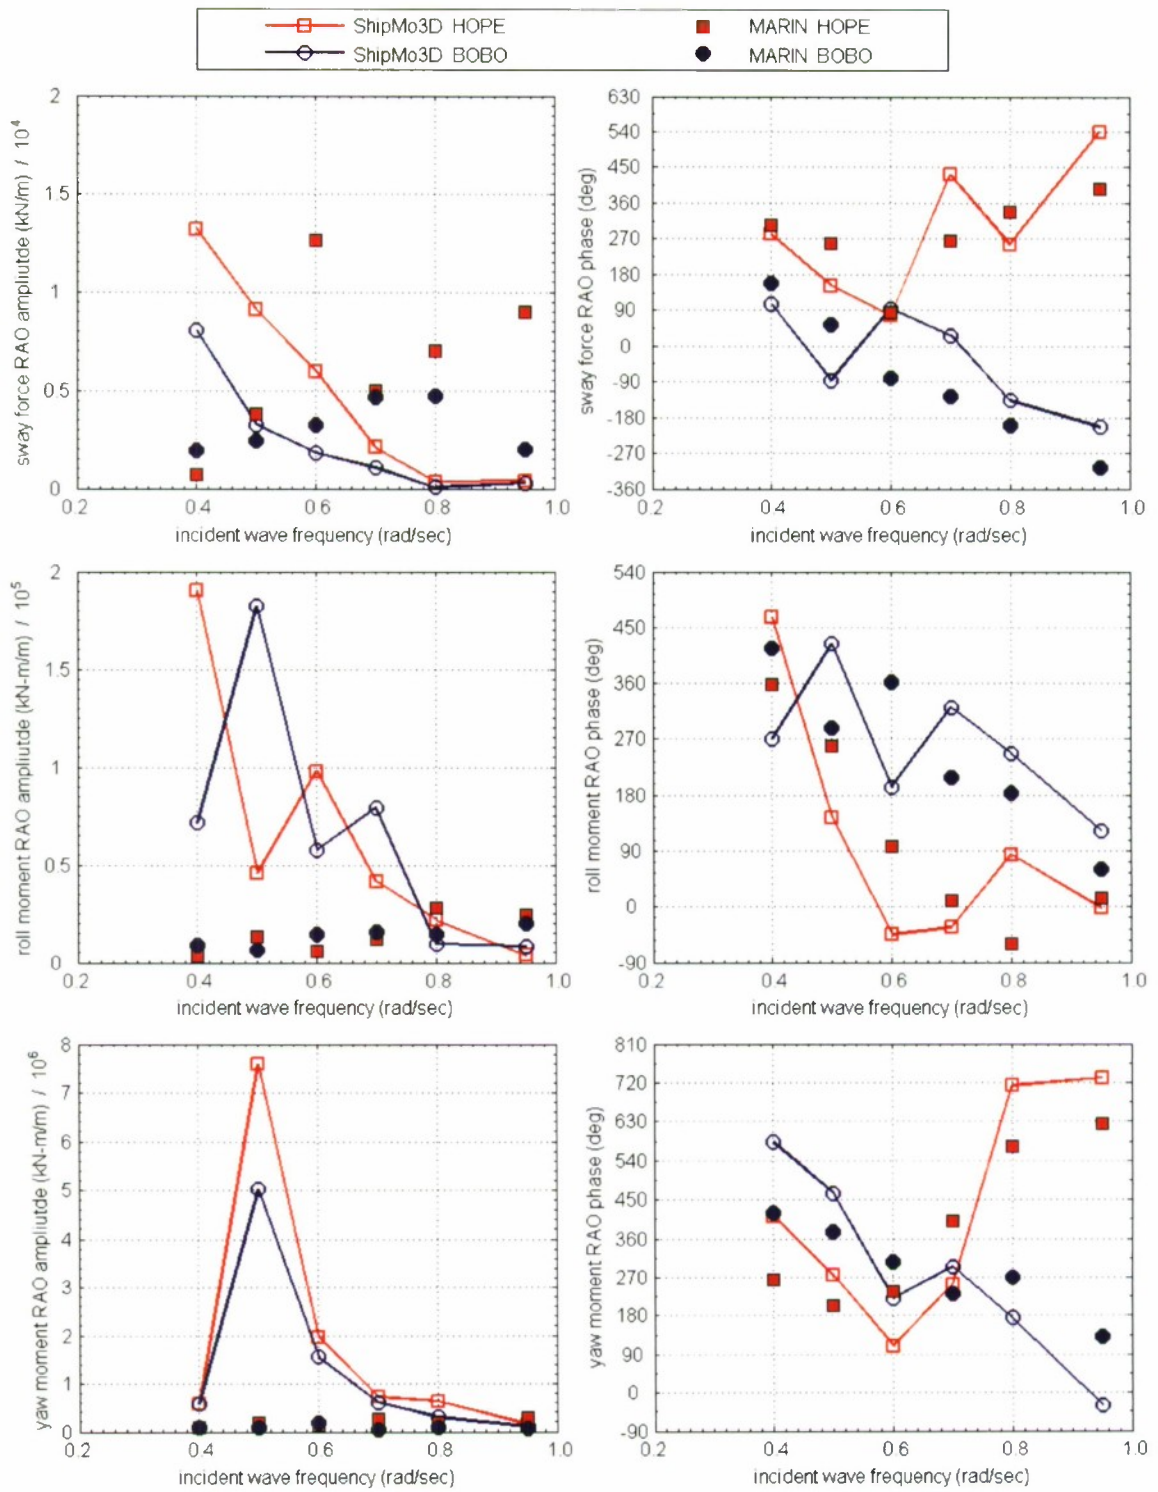 ShipMo3D HOPE MARIN HOPE
ShipMo3D BOBO MARIN BOBO
sway force RAO ampliutde (kN/m) / 10⁴
2
1.5
1
0.5
0
0.2 0.4 0.6 0.8 1.0
incident wave frequency (rad/sec)
sway force RAO phase (deg)
630
540
450
360
270
180
90
0
-90
-180
-270
-360
0.2 0.4 0.6 0.8 1.0
incident wave frequency (rad/sec)
roll moment RAO ampliutde (kN-m/m) / 10⁵
2
1.5
1
0.5
0
0.2 0.4 0.6 0.8 1.0
incident wave frequency (rad/sec)
roll moment RAO phase (deg)
540
450
360
270
180
90
0
-90
0.2 0.4 0.6 0.8 1.0
incident wave frequency (rad/sec)
yaw moment RAO ampliutde (kN-m/m) / 10⁶
8
7
6
5
4
3
2
1
0
0.2 0.4 0.6 0.8 1.0
incident wave frequency (rad/sec)
yaw moment RAO phase (deg)
810
720
630
540
450
360
270
180
90
0
-90
0.2 0.4 0.6 0.8 1.0
incident wave frequency (rad/sec)